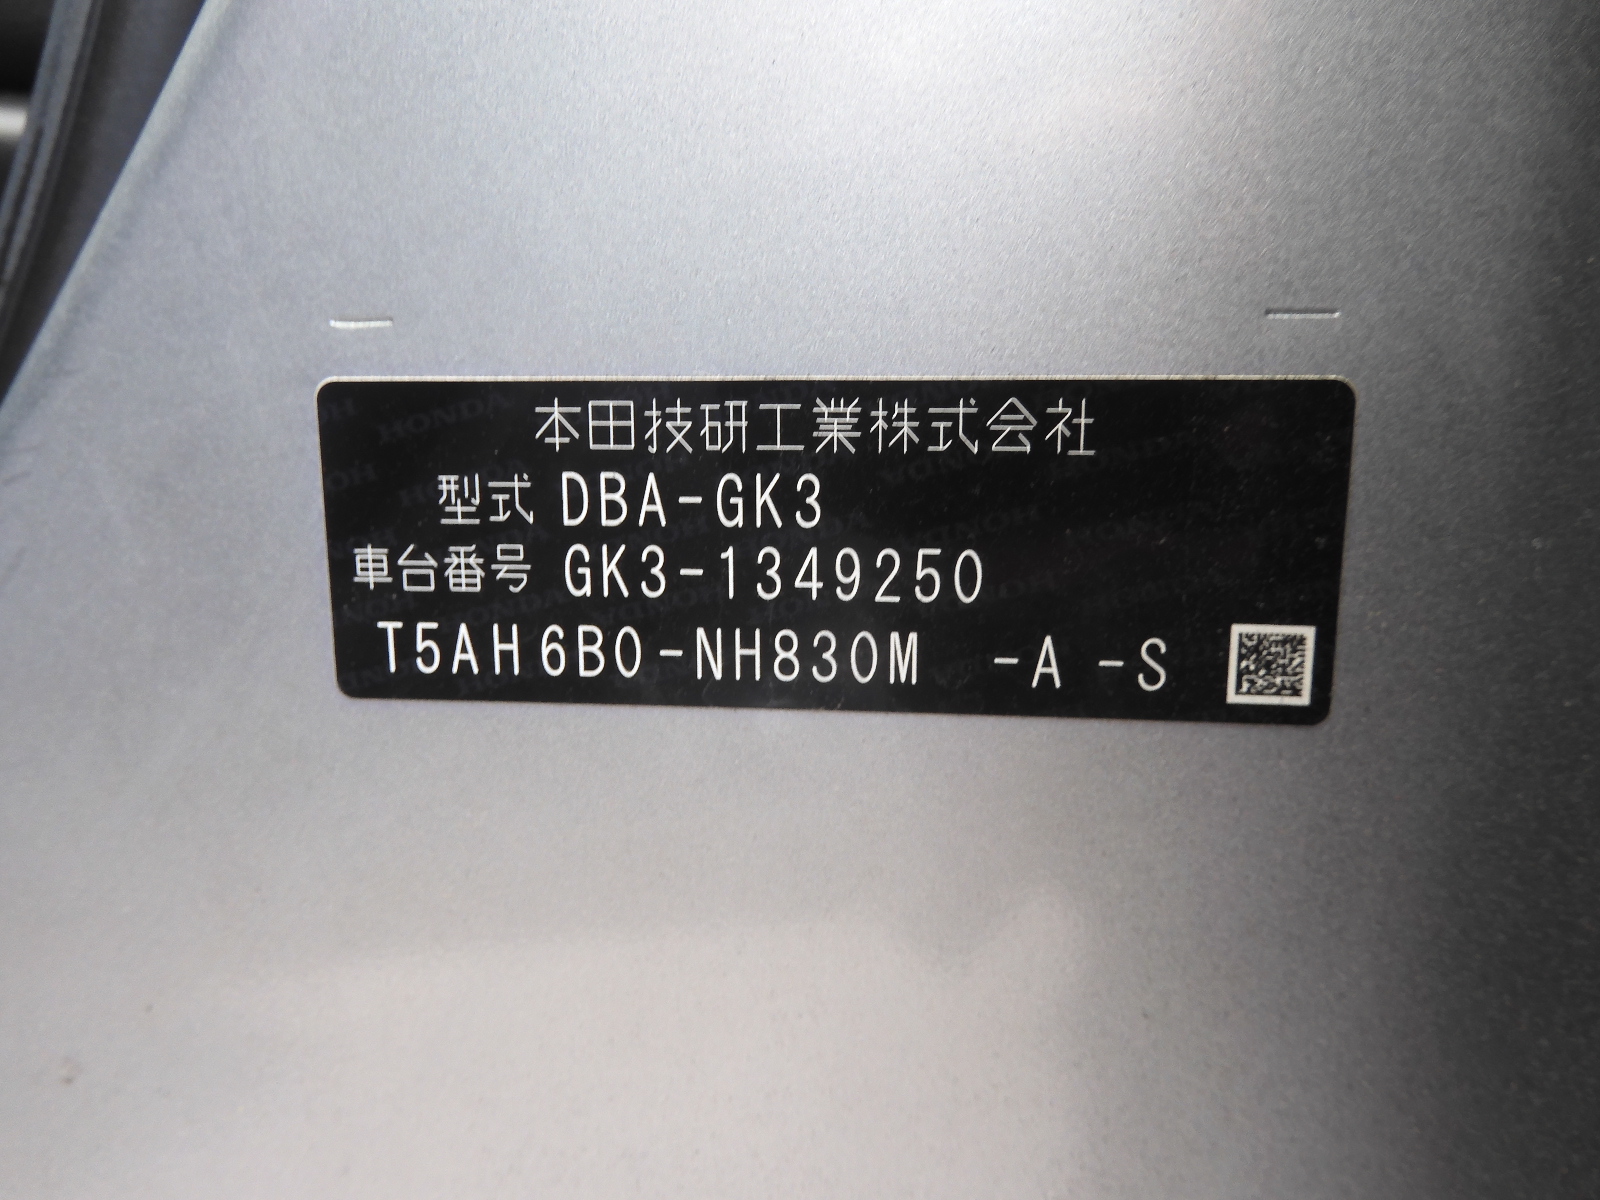 本田技研工業株式会社
型式 DBA-GK3
車台番号 GK3-1349250
T5AH6B0-NH830M -A -S